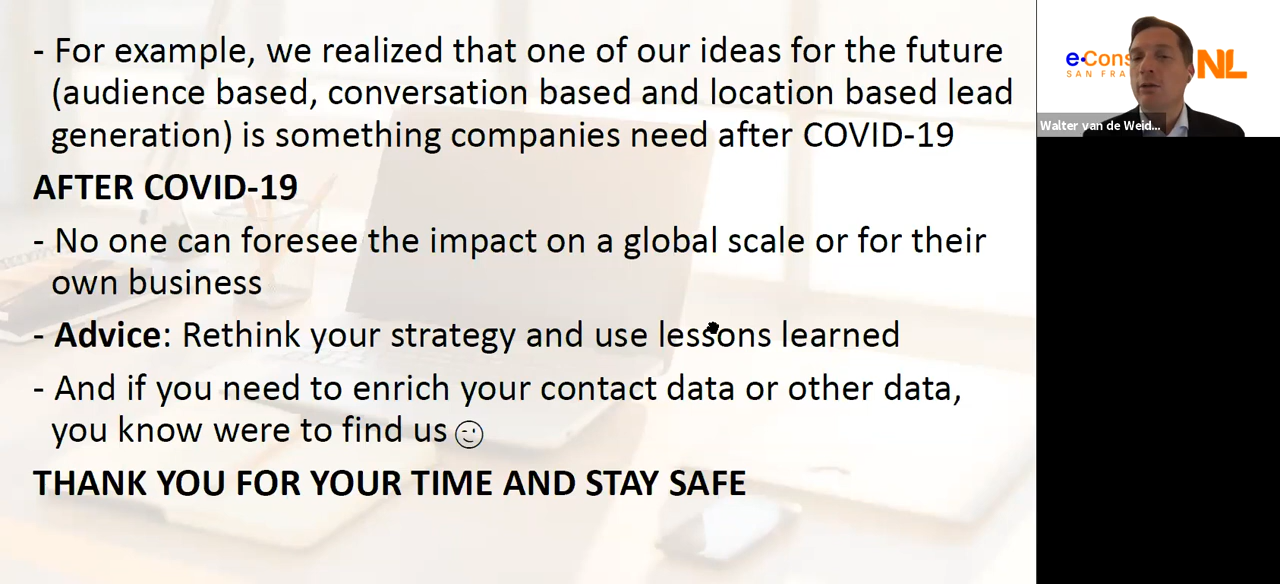 - For example, we realized that one of our ideas for the future
(audience based, conversation based and location based lead
generation) is something companies need after COVID-19
AFTER COVID-19
- No one can foresee the impact on a global scale or for their
own business
- Advice: Rethink your strategy and use lessons learned
- And if you need to enrich your contact data or other data,
you know were to find us
THANK YOU FOR YOUR TIME AND STAY SAFE
e•Cons NL
SAN FRA
Walter van de Weid...